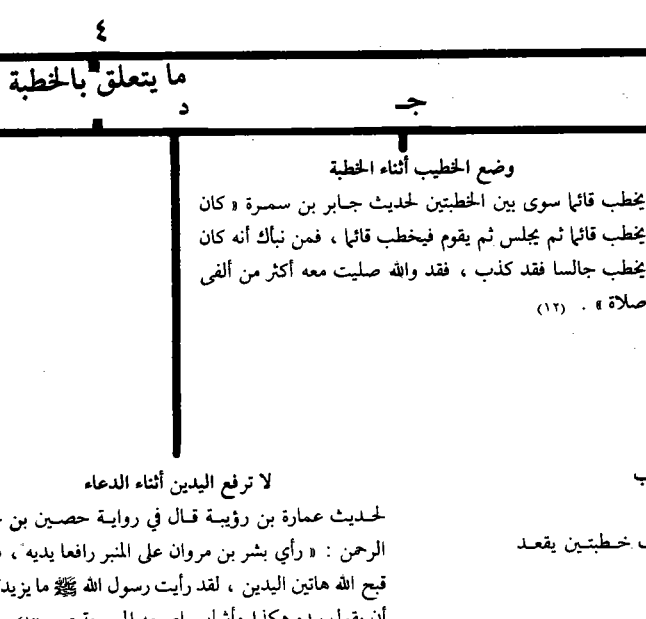 ٤
ما يتعلق بالخطبة
جـ
د
وضع الخطيب أثناء الخطبة
يخطب قائما سوى بين الخطبتين لحديث جابر بن سمرة « كان
يخطب قائما ثم يجلس ثم يقوم فيخطب قائما ، فمن نبأك أنه كان
يخطب جالسا فقد كذب ، فقد والله صليت معه أكثر من ألفى
صلاة » . (١٢)
خطبتين يقعد
لا ترفع اليدين أثناء الدعاء
لحديث عمارة بن رؤيبة قال في رواية حصين بن
الرحمن : « رأي بشر بن مروان على المنبر رافعا يديه ،
قبح الله هاتين اليدين ، لقد رأيت رسول الله ﷺ ما يزيد